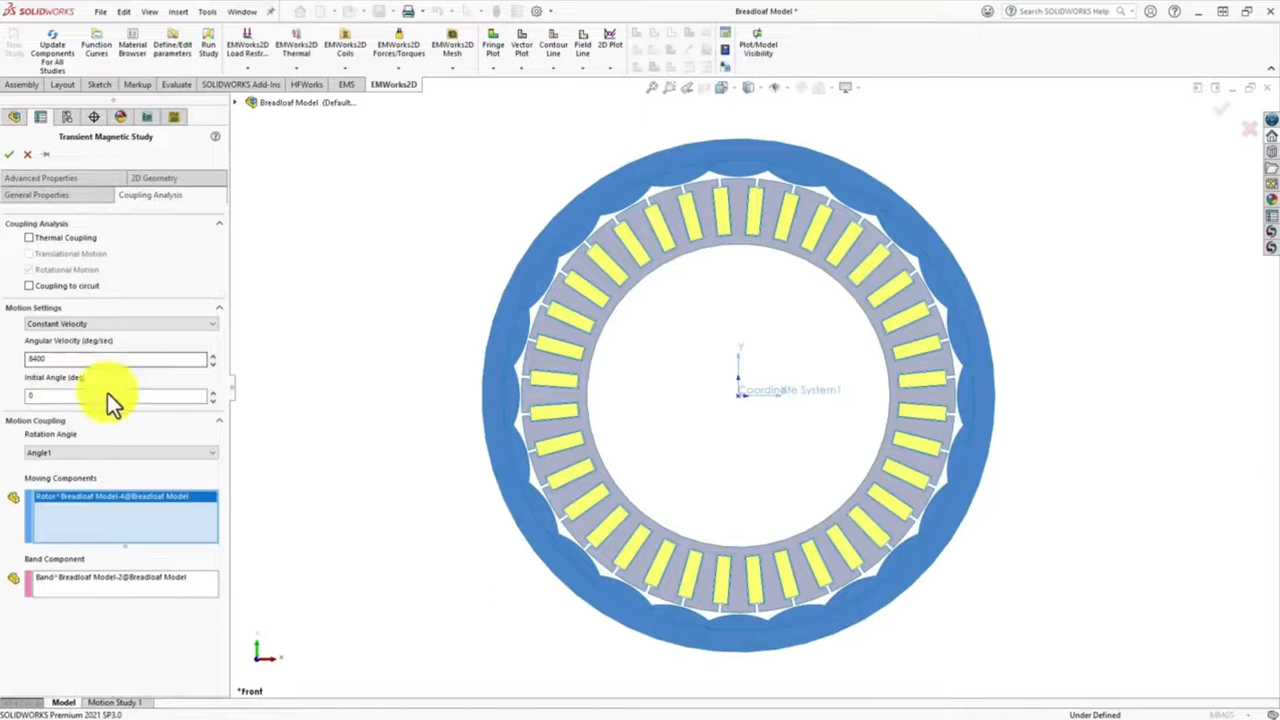 SOLIDWORKS File Edit View Insert Tools Window Breadloaf Model * Search SOLIDWORKS Help
New Study
Update Components For All Studies
Function Curves
Material Browser
Define/Edit parameters
Run Study
EMWorks2D Load Restr...
EMWorks2D Thermal
EMWorks2D Coils
EMWorks2D Forces/Torques
EMWorks2D Mesh
Fringe Plot
Vector Plot
Contour Line
Field Line
2D Plot
Plot/Model Visibility
Assembly Layout Sketch Markup Evaluate SOLIDWORKS Add-Ins HFWorks EMS EMWorks2D
Breadloaf Model (Default...
Transient Magnetic Study
Advanced Properties 2D Geometry
General Properties Coupling Analysis
Coupling Analysis
Thermal Coupling
Translational Motion
Rotational Motion
Coupling to circuit
Motion Settings
Constant Velocity
Angular Velocity (deg/sec)
8400
Initial Angle (deg)
0
Motion Coupling
Rotation Angle
Angle1
Moving Components
Rotor^Breadloaf Model-4@Breadloaf Model
Band Component
Band^Breadloaf Model-2@Breadloaf Model
Y
Coordinate System1
*Front
Model Motion Study 1
SOLIDWORKS Premium 2021 SP3.0 Under Defined MMGS